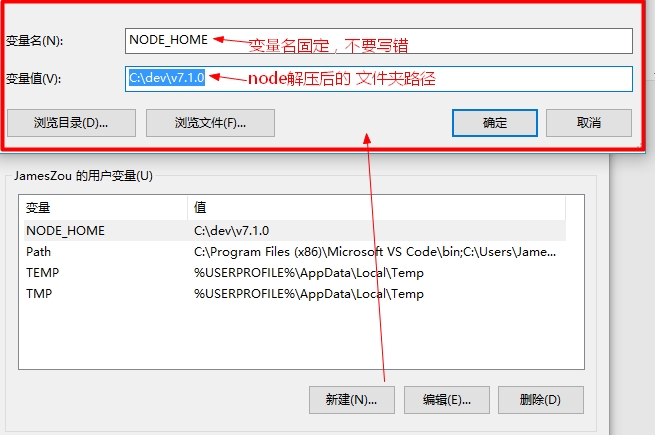 变量名(N):
NODE_HOME
变量名固定，不要写错
变量值(V):
C:\dev\v7.1.0
node解压后的 文件夹路径
浏览目录(D)...
浏览文件(F)...
确定
取消
JamesZou 的用户变量(U)
变量 值
NODE_HOME C:\dev\v7.1.0
Path C:\Program Files (x86)\Microsoft VS Code\bin;C:\Users\Jame...
TEMP %USERPROFILE%\AppData\Local\Temp
TMP %USERPROFILE%\AppData\Local\Temp
新建(N)...
编辑(E)...
删除(D)